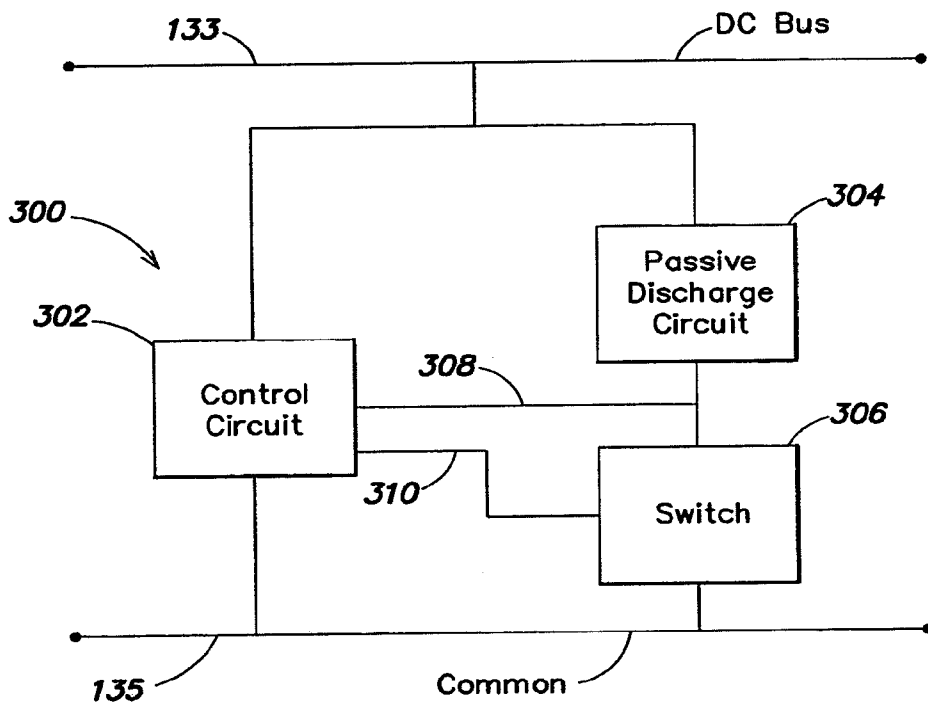 133
DC Bus
300
304
Passive
Discharge
Circuit
302
308
306
Control
Circuit
310
Switch
135
Common